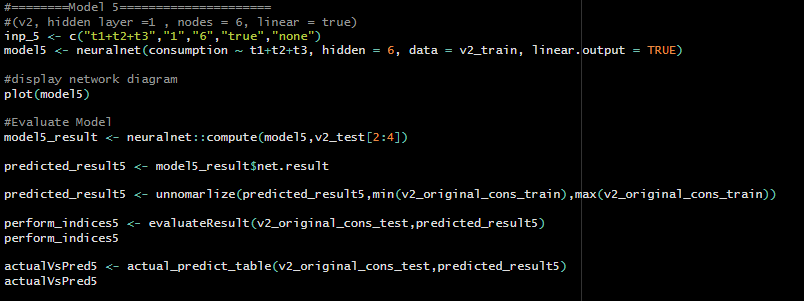 #========Model 5=====================
#(v2, hidden layer =1 , nodes = 6, linear = true)
inp_5 <- c("t1+t2+t3","1","6","true","none")
model5 <- neuralnet(consumption ~ t1+t2+t3, hidden = 6, data = v2_train, linear.output = TRUE)
#display network diagram
plot(model5)
#Evaluate Model
model5_result <- neuralnet::compute(model5,v2_test[2:4])
predicted_result5 <- model5_result$net.result
predicted_result5 <- unnomarlize(predicted_result5,min(v2_original_cons_train),max(v2_original_cons_train))
perform_indices5 <- evaluateResult(v2_original_cons_test,predicted_result5)
perform_indices5
actualVsPred5 <- actual_predict_table(v2_original_cons_test,predicted_result5)
actualVsPred5